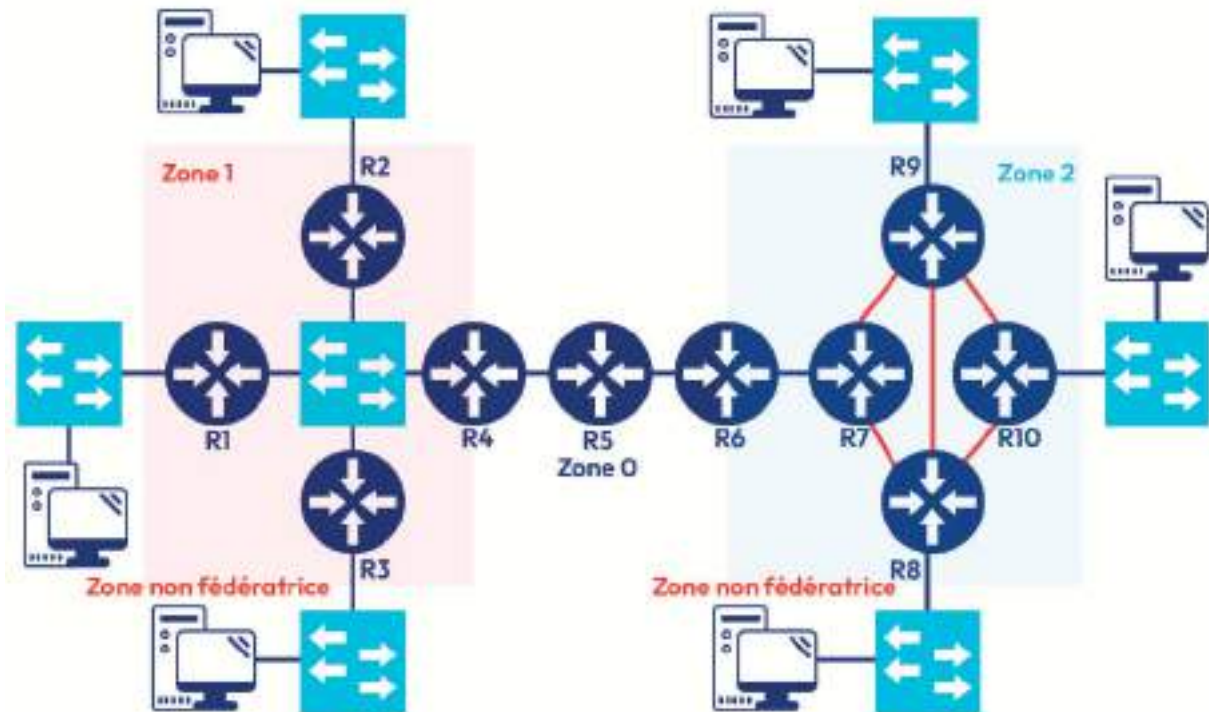 Zone 1
R2
R9
Zone 2
R1
R4
R5
R6
R7
R10
Zone 0
R3
R8
Zone non fédératrice
Zone non fédératrice